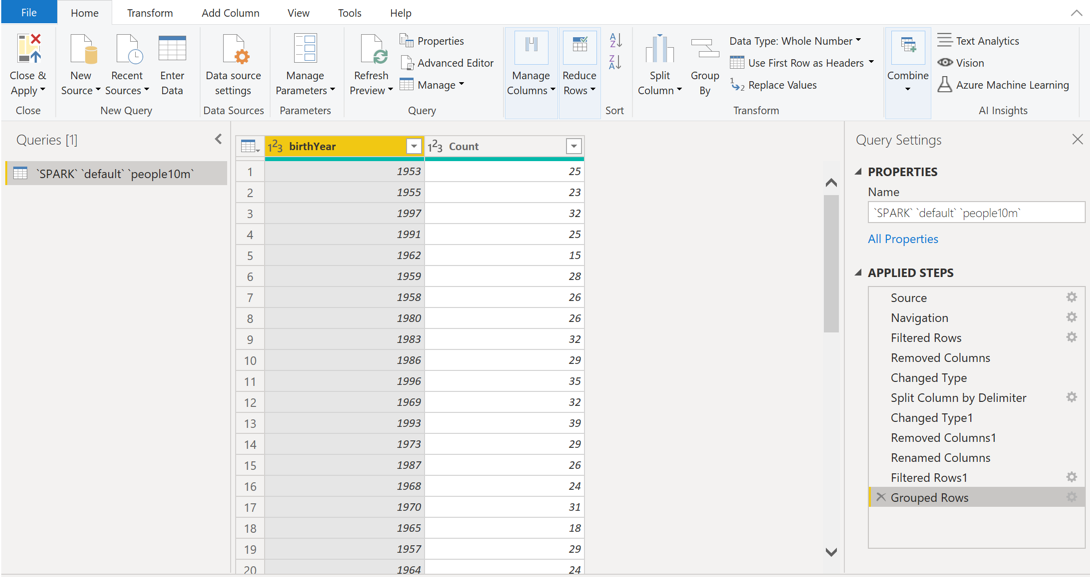 File Home Transform Add Column View Tools Help
Close & Apply
New Source
Recent Sources
Enter Data
Data source settings
Manage Parameters
Refresh Preview
Properties
Advanced Editor
Manage
Manage Columns
Reduce Rows
A Z
Z A
Split Column
Group By
Data Type: Whole Number
Use First Row as Headers
1 2 Replace Values
Combine
Text Analytics
Vision
Azure Machine Learning
Close New Query Data Sources Parameters Query Sort Transform AI Insights
Queries [1]
`SPARK` `default` `people10m`
123 birthYear 123 Count
1 1953 25
2 1955 23
3 1997 32
4 1991 25
5 1962 15
6 1959 28
7 1958 26
8 1980 26
9 1983 32
10 1986 29
11 1996 35
12 1969 32
13 1993 39
14 1973 29
15 1987 26
16 1968 24
17 1970 31
18 1965 18
19 1957 29
20 1964 24
Query Settings
PROPERTIES
Name
`SPARK` `default` `people10m`
All Properties
APPLIED STEPS
Source
Navigation
Filtered Rows
Removed Columns
Changed Type
Split Column by Delimiter
Changed Type1
Removed Columns1
Renamed Columns
Filtered Rows1
Grouped Rows